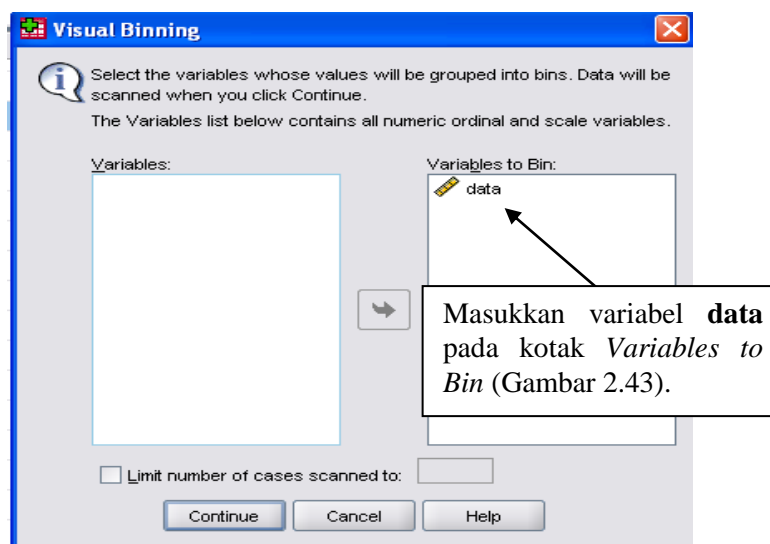 Visual Binning
Select the variables whose values will be grouped into bins. Data will be
scanned when you click Continue.
The Variables list below contains all numeric ordinal and scale variables.
Variables:
Variables to Bin:
data
Masukkan variabel data
pada kotak Variables to
Bin (Gambar 2.43).
Limit number of cases scanned to:
Continue
Cancel
Help